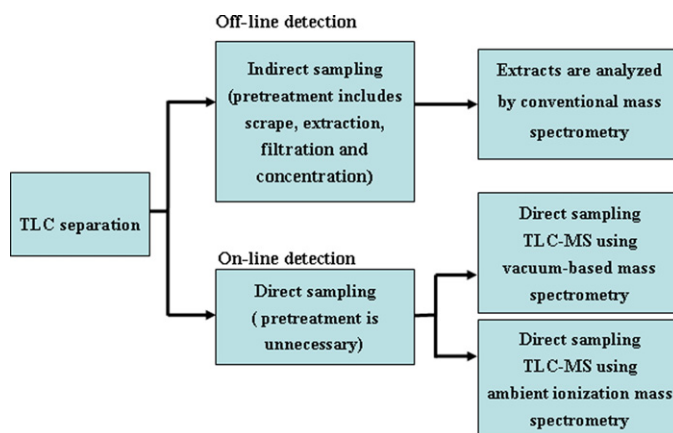 Off-line detection
Indirect sampling
(pretreatment includes
scrape, extraction,
filtration and
concentration)
Extracts are analyzed
by conventional mass
spectrometry
TLC separation
On-line detection
Direct sampling
( pretreatment is
unnecessary)
Direct sampling
TLC-MS using
vacuum-based mass
spectrometry
Direct sampling
TLC-MS using
ambient ionization mass
spectrometry